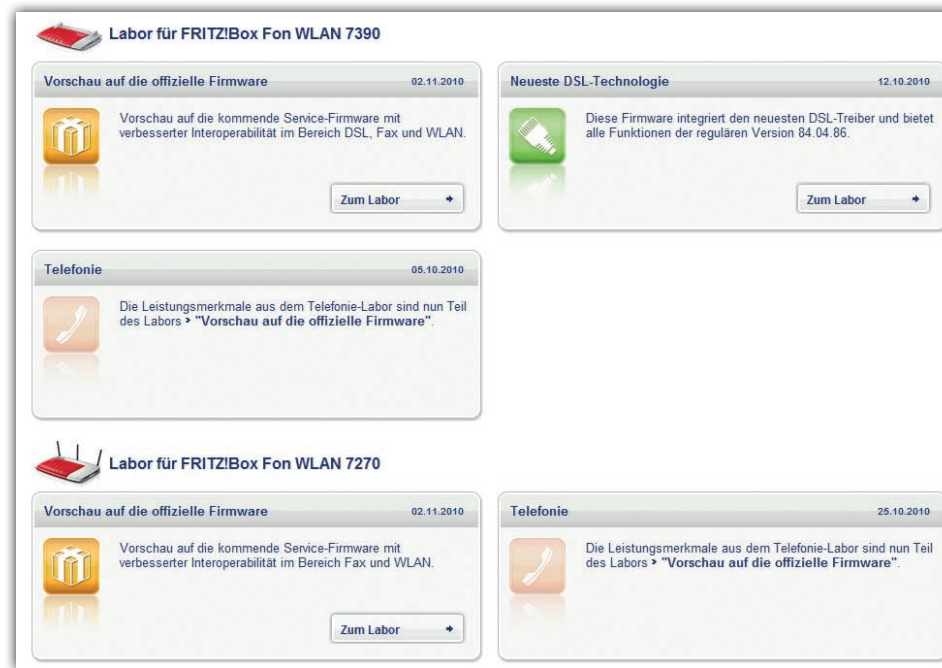 Labor für FRITZ!Box Fon WLAN 7390
Vorschau auf die offizielle Firmware 02.11.2010
Vorschau auf die kommende Service-Firmware mit
verbesserter Interoperabilität im Bereich DSL, Fax und WLAN.
Zum Labor
Neueste DSL-Technologie 12.10.2010
Diese Firmware integriert den neuesten DSL-Treiber und bietet
alle Funktionen der regulären Version 84.04.86.
Zum Labor
Telefonie 05.10.2010
Die Leistungsmerkmale aus dem Telefonie-Labor sind nun Teil
des Labors "Vorschau auf die offizielle Firmware".
Labor für FRITZ!Box Fon WLAN 7270
Vorschau auf die offizielle Firmware 02.11.2010
Vorschau auf die kommende Service-Firmware mit
verbesserter Interoperabilität im Bereich Fax und WLAN.
Zum Labor
Telefonie 25.10.2010
Die Leistungsmerkmale aus dem Telefonie-Labor sind nun Teil
des Labors "Vorschau auf die offizielle Firmware".